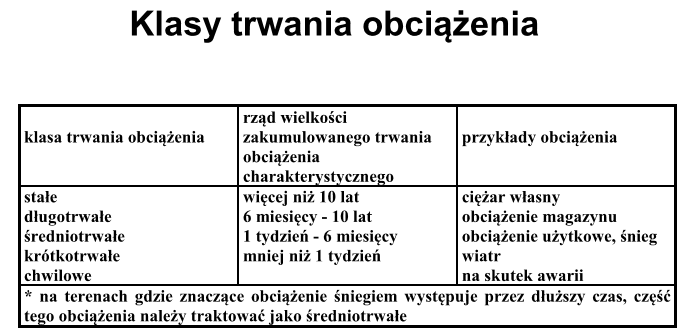 Klasy trwania obciążenia
klasa trwania obciążenia
rząd wielkości
zakumulowanego trwania
obciążenia
charakterystycznego
przykłady obciążenia
stałe
długotrwałe
średniotrwałe
krótkotrwałe
chwilowe
więcej niż 10 lat
6 miesięcy - 10 lat
1 tydzień - 6 miesięcy
mniej niż 1 tydzień
ciężar własny
obciążenie magazynu
obciążenie użytkowe, śnieg
wiatr
na skutek awarii
* na terenach gdzie znaczące obciążenie śniegiem występuje przez dłuższy czas, część
tego obciążenia należy traktować jako średniotrwałe